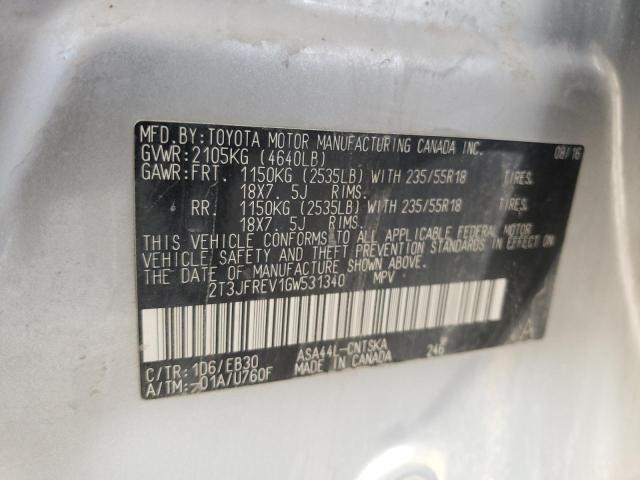 MFD.BY:TOYOTA MOTOR MANUFACTURING CANADA INC.
GVWR:2105KG (4640LB) 08/16
GAWR:FRT. 1150KG (2535LB) WITH 235/55R18 TIRES.
18X7.5J RIMS.
RR. 1150KG (2535LB) WITH 235/55R18 TIRES.
18X7.5J RIMS.
THIS VEHICLE CONFORMS TO ALL APPLICABLE FEDERAL MOTOR
VEHICLE SAFETY AND THEFT PREVENTION STANDARDS IN EFFECT ON
THE DATE OF MANUFACTURE SHOWN ABOVE.
2T3JFREV1GW531340 MPV
C/TR:1D6/EB30 ASA44L-CNTSKA 246
A/TM:-01A/U760F MADE IN CANADA